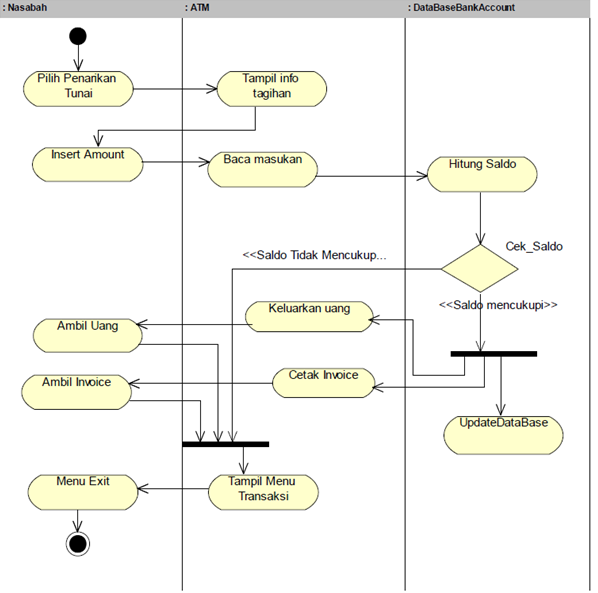 : Nasabah
: ATM
: DataBaseBankAccount
Pilih Penarikan
Tunai
Tampil info
tagihan
Insert Amount
Baca masukan
Hitung Saldo
Cek_Saldo
<<Saldo Tidak Mencukup...
<<Saldo mencukupi>>
Keluarkan uang
Ambil Uang
Cetak Invoice
Ambil Invoice
UpdateDataBase
Menu Exit
Tampil Menu
Transaksi